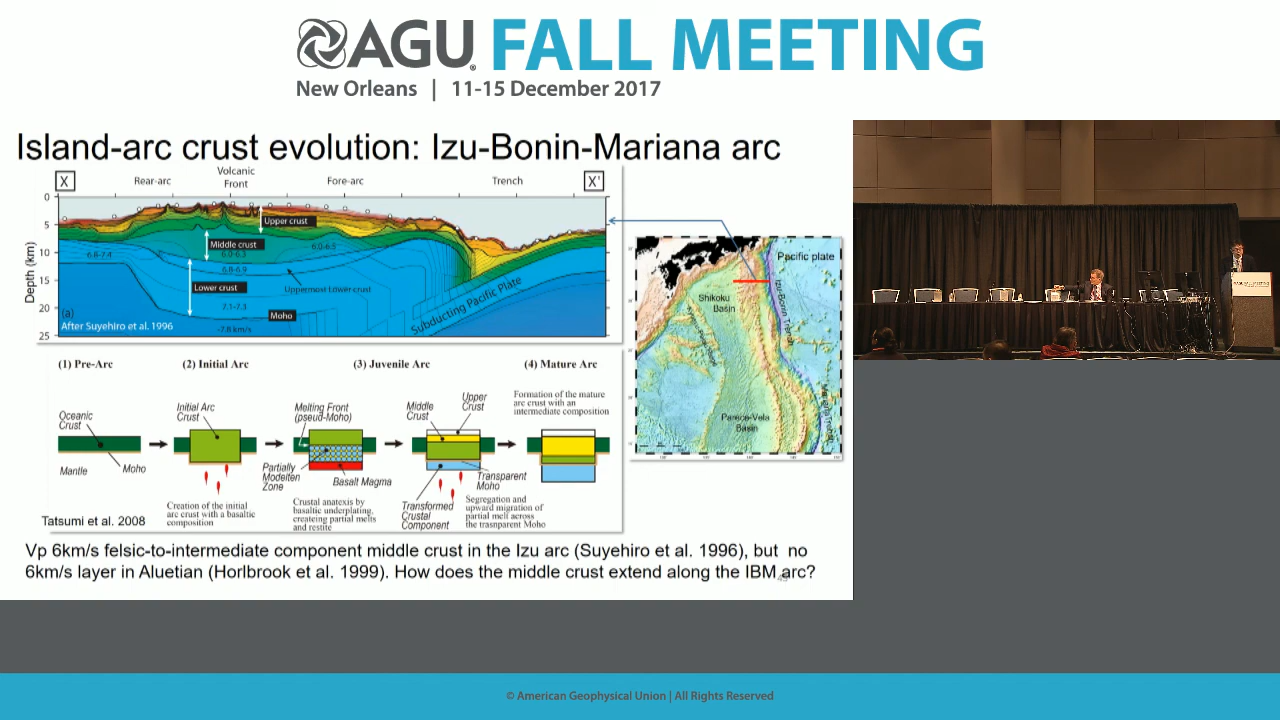 AGU FALL MEETING
New Orleans | 11-15 December 2017
Island-arc crust evolution: Izu-Bonin-Mariana arc
X Rear-arc Volcanic Front Fore-arc Trench X'
0
5
10
15
20
25
Depth (km)
Upper crust
Middle crust
6.0-6.3
6.0-6.5
6.8-7.4
6.8-6.9
Lower crust
Uppermost Lower crust
7.1-7.3
Moho
(a)
~7.8 km/s
Subducting Pacific Plate
After Suyehiro et al. 1996
Pacific plate
Shikoku
Basin
Izu-Bonin Trench
Parece-Vela
Basin
(1) Pre-Arc (2) Initial Arc (3) Juvenile Arc (4) Mature Arc
Oceanic
Crust
Mantle
Moho
Initial Arc
Crust
Creation of the initial
arc crust with a basaltic
composition
Melting Front
(pseud-Moho)
Partially
Modelten
Zone
Basalt Magma
Crustal anatexis by
basaltic underplating,
createing partial melts
and restite
Middle
Crust
Upper
Crust
Transparent
Moho
Transformed
Crustal
Component
Segregation and
upward migration of
partial melt across
the trasnparent Moho
Formation of the mature
arc crust with an
intermediate composition
Tatsumi et al. 2008
Vp 6km/s felsic-to-intermediate component middle crust in the Izu arc (Suyehiro et al. 1996), but no
6km/s layer in Aluetian (Horlbrook et al. 1999). How does the middle crust extend along the IBM arc?
AGU FALL MEETING
© American Geophysical Union | All Rights Reserved